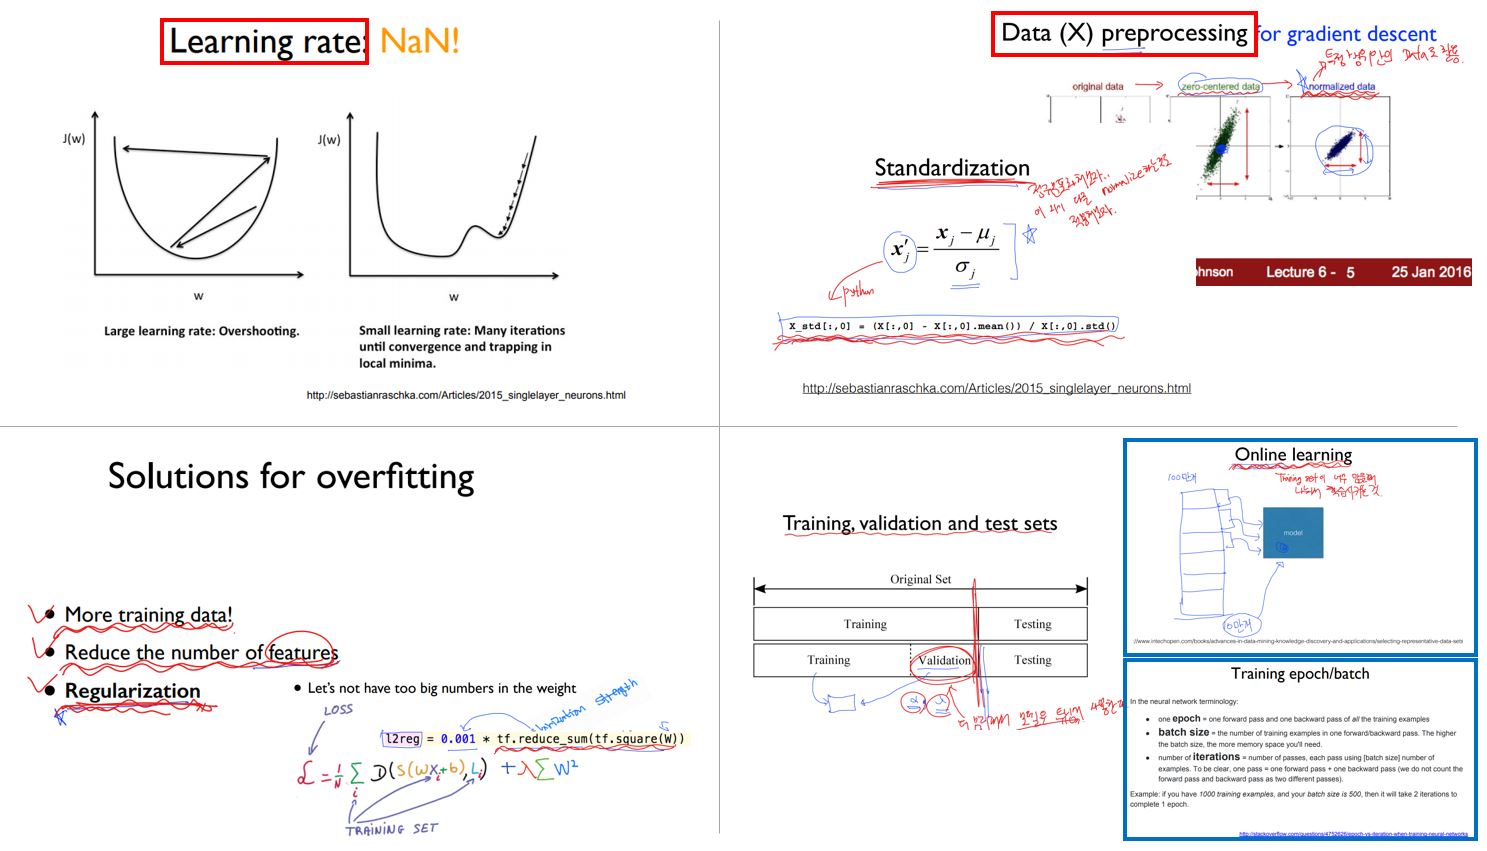 Learning rate: NaN!
J(w)
w
Large learning rate: Overshooting.
J(w)
w
Small learning rate: Many iterations
until convergence and trapping in
local minima.
http://sebastianraschka.com/Articles/2015_singlelayer_neurons.html
Data (X) preprocessing for gradient descent
original data
zero-centered data
normalized data
Standardization
x'j = xj − μj / σj
python
X_std[:,0] = (X[:,0] - X[:,0].mean()) / X[:,0].std()
hnson Lecture 6 - 5 25 Jan 2016
http://sebastianraschka.com/Articles/2015_singlelayer_neurons.html
Solutions for overfitting
• More training data!
• Reduce the number of features
• Regularization
• Let's not have too big numbers in the weight
LOSS
strength
l2reg = 0.001 * tf.reduce_sum(tf.square(W))
L = 1/N Σi D(S(wxi+b), Li) + λΣW²
TRAINING SET
Training, validation and test sets
Original Set
Training Testing
Training Validation Testing
Online learning
100만개
model
10만개
//www.intechopen.com/books/advances-in-data-mining-knowledge-discovery-and-applications/selecting-representative-data-sets
Training epoch/batch
In the neural network terminology:
• one epoch = one forward pass and one backward pass of all the training examples
• batch size = the number of training examples in one forward/backward pass. The higher
the batch size, the more memory space you'll need.
• number of iterations = number of passes, each pass using [batch size] number of
examples. To be clear, one pass = one forward pass + one backward pass (we do not count the
forward pass and backward pass as two different passes).
Example: if you have 1000 training examples, and your batch size is 500, then it will take 2 iterations to
complete 1 epoch.
http://stackoverflow.com/questions/4752626/epoch-vs-iteration-when-training-neural-networks